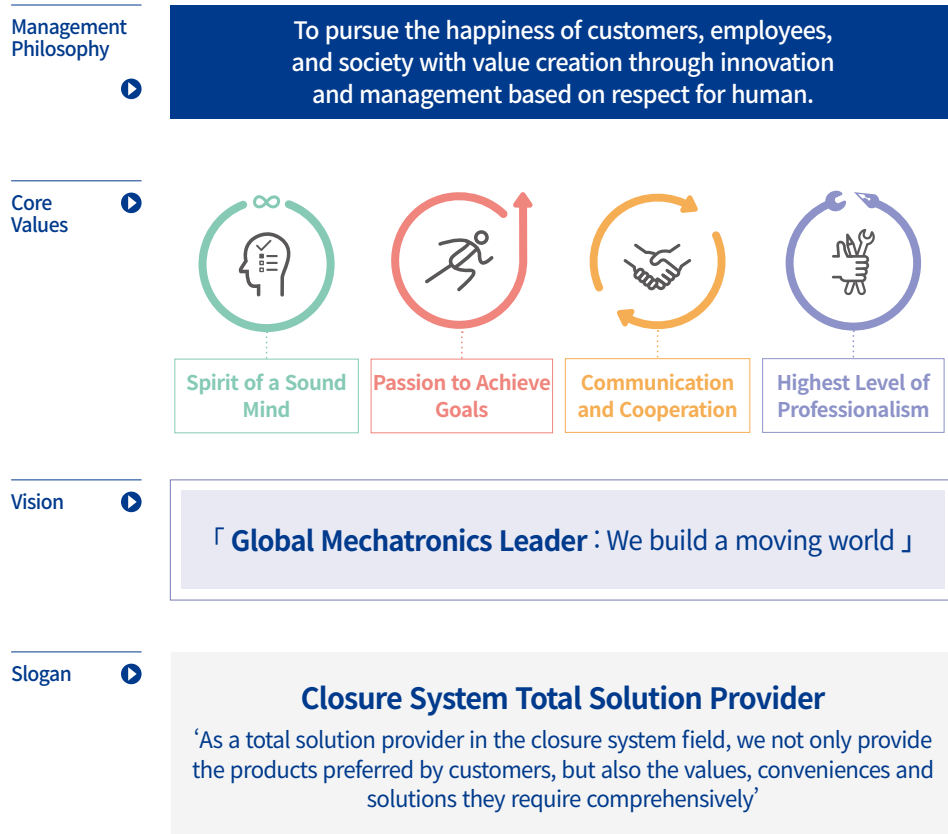 Management
Philosophy
To pursue the happiness of customers, employees,
and society with value creation through innovation
and management based on respect for human.
Core
Values
Spirit of a Sound
Mind
Passion to Achieve
Goals
Communication
and Cooperation
Highest Level of
Professionalism
Vision
「 Global Mechatronics Leader : We build a moving world 」
Slogan
Closure System Total Solution Provider
‘As a total solution provider in the closure system field, we not only provide
the products preferred by customers, but also the values, conveniences and
solutions they require comprehensively’